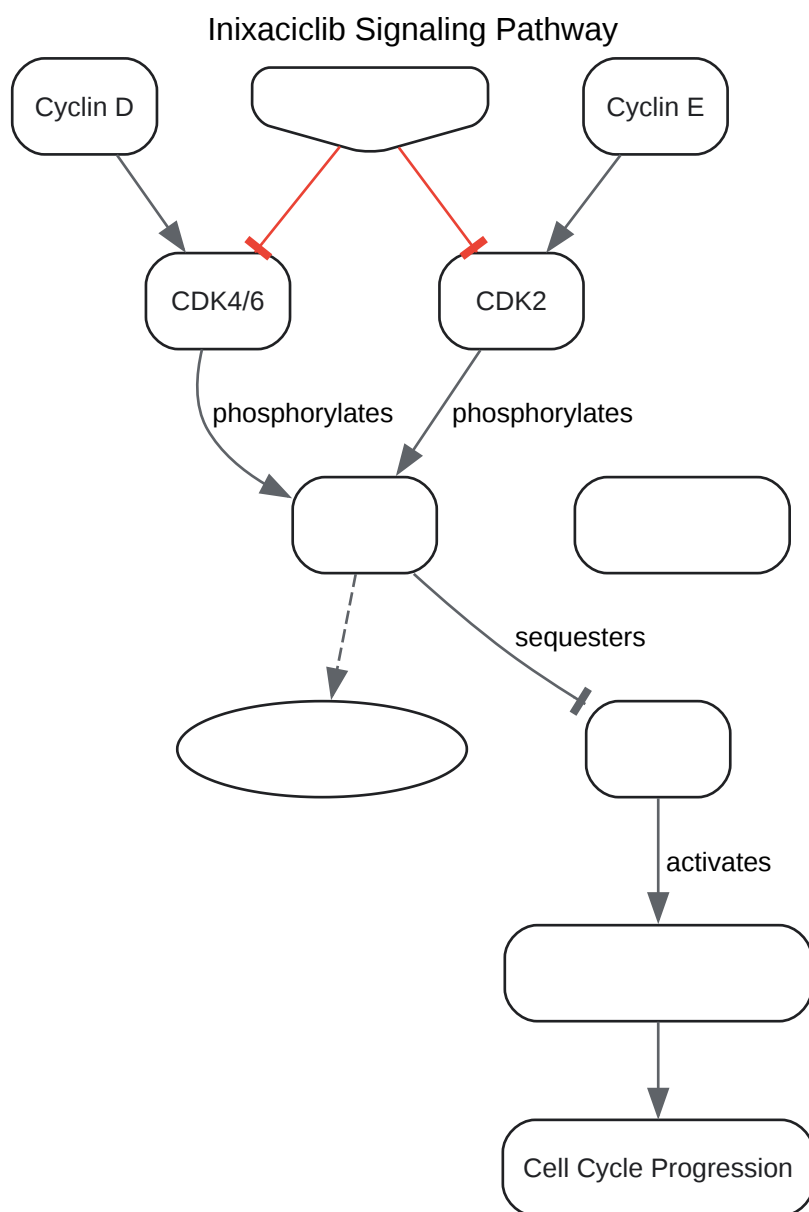 Inixaciclib Signaling Pathway
Cyclin D
Cyclin E
CDK4/6
CDK2
phosphorylates
phosphorylates
sequesters
activates
Cell Cycle Progression